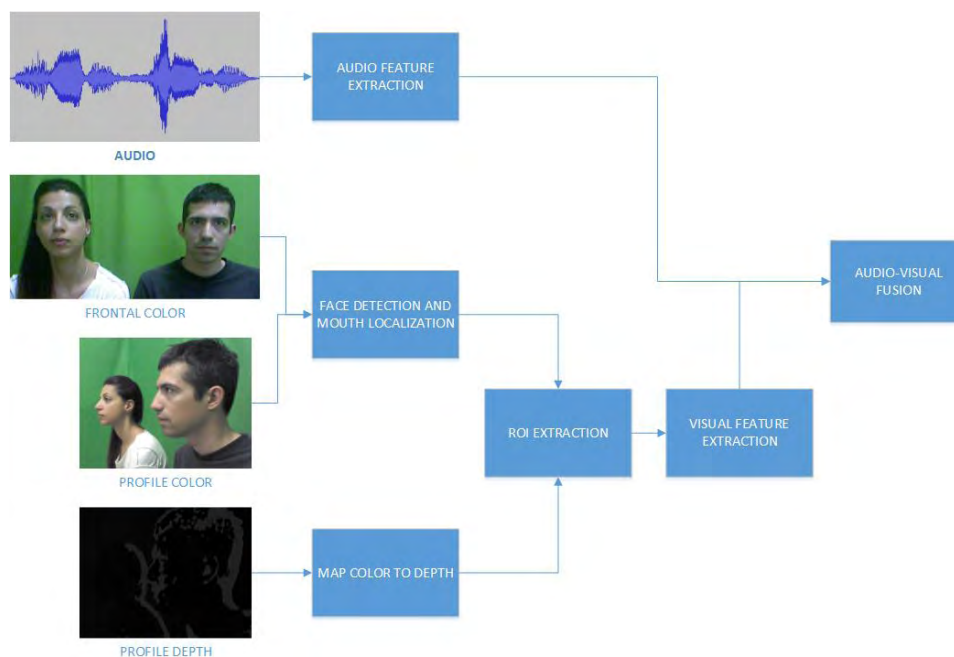 AUDIO FEATURE
EXTRACTION
AUDIO
FRONTAL COLOR
FACE DETECTION AND
MOUTH LOCALIZATION
AUDIO-VISUAL
FUSION
PROFILE COLOR
ROI EXTRACTION
VISUAL FEATURE
EXTRACTION
MAP COLOR TO DEPTH
PROFILE DEPTH